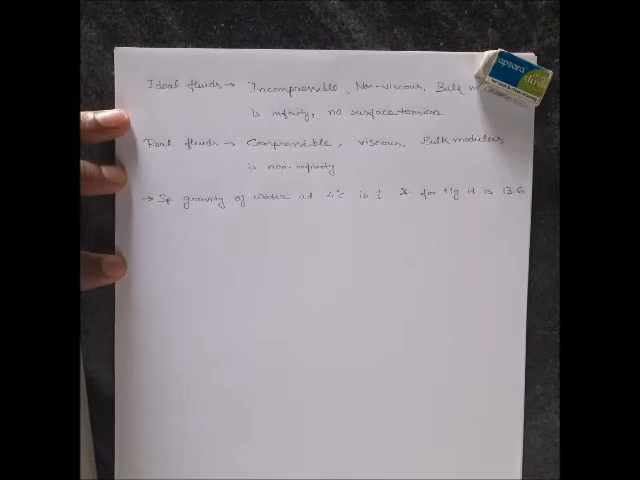 Ideal fluids → Incompressible, Non-viscous, Bulk m
is infinity, no surface tension
Real fluids → Compressible, viscous, Bulk modulus
is non-infinity
→ Sp gravity of water at 4°C is 1 & for Hg it is 13.6
apsara
dust